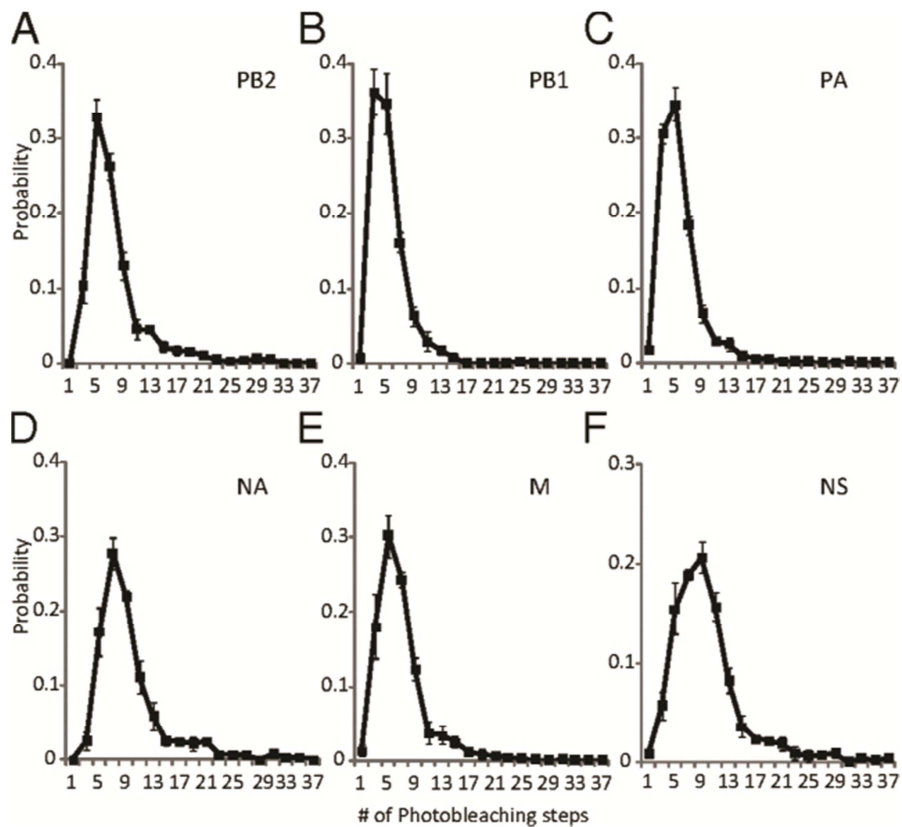 A B C
PB2 PB1 PA
0.4 0.4 0.4
0.3 0.3 0.3
0.2 0.2 0.2
0.1 0.1 0.1
0 0 0
Probability
1 5 9 13 17 21 25 29 33 37 1 5 9 13 17 21 25 29 33 37 1 5 9 13 17 21 25 29 33 37
D E F
NA M NS
0.4 0.4 0.3
0.3 0.3 0.2
0.2 0.2 0.1
0.1 0.1 0
0 0
Probability
1 5 9 13 17 21 25 29 33 37 1 5 9 13 17 21 25 29 33 37 1 5 9 13 17 21 25 29 33 37
# of Photobleaching steps